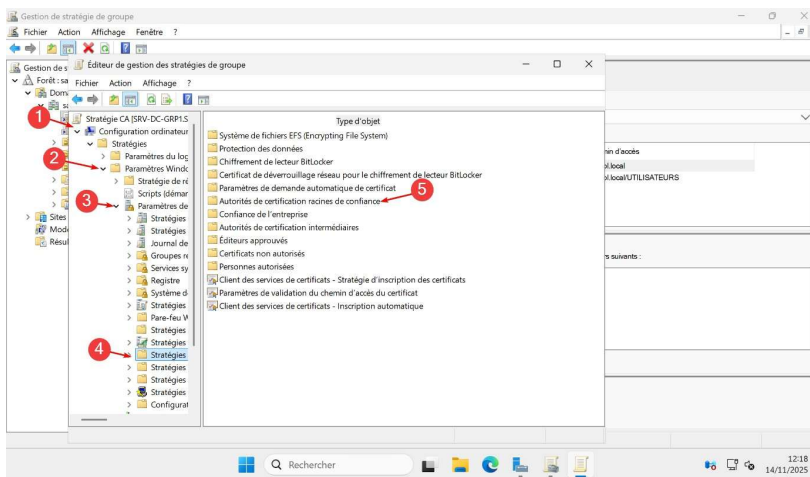 Gestion de stratégie de groupe
Fichier Action Affichage Fenêtre ?
Gestion de s
Forêt : sa
Doma
sa
Sites
Mode
Résul
Éditeur de gestion des stratégies de groupe
Fichier Action Affichage ?
Stratégie CA [SRV-DC-GRP1.S
1
Configuration ordinateur
Stratégies
Paramètres du log
2
Paramètres Windo
Stratégie de ré
Scripts (démar
3
Paramètres de
Stratégies
Stratégies
Journal de
Groupes re
Services sy
Registre
Système d
Stratégies
Pare-feu W
Stratégies
Stratégies
4
Stratégies
Stratégies
Stratégies
Stratégies
Configurat
Type d'objet
Système de fichiers EFS (Encrypting File System)
Protection des données
Chiffrement de lecteur BitLocker
Certificat de déverrouillage réseau pour le chiffrement de lecteur BitLocker
Paramètres de demande automatique de certificat
5
Autorités de certification racines de confiance
Confiance de l'entreprise
Autorités de certification intermédiaires
Éditeurs approuvés
Certificats non autorisés
Personnes autorisées
Client des services de certificats - Stratégie d'inscription des certificats
Paramètres de validation du chemin d'accès du certificat
Client des services de certificats - Inscription automatique
min d'accès
ol.local
ol.local/UTILISATEURS
rs suivants :
Rechercher
12:18
14/11/2025